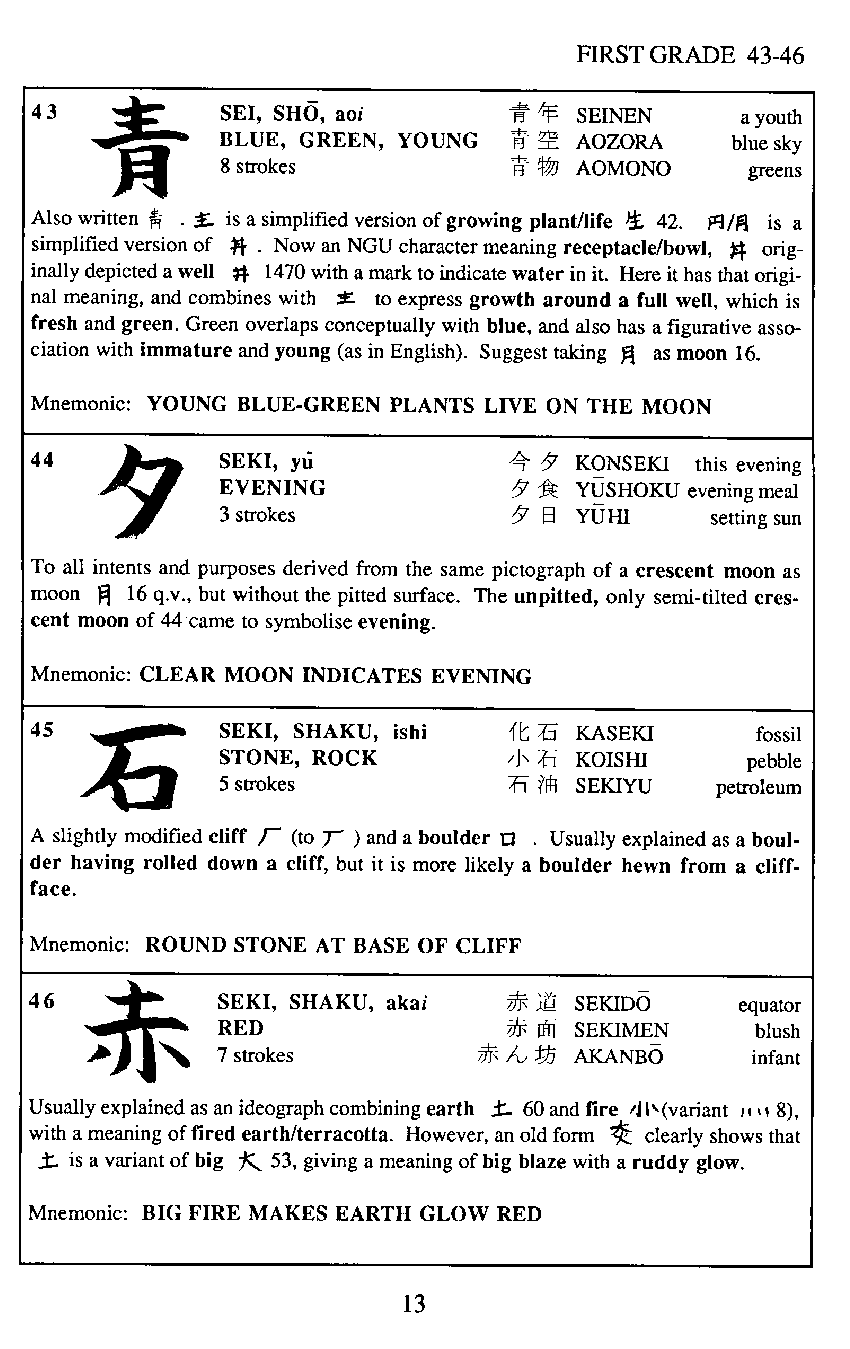 FIRST GRADE 43-46
43 青 SEI, SHŌ, aoi 青年 SEINEN a youth
BLUE, GREEN, YOUNG 青空 AOZORA blue sky
8 strokes 青物 AOMONO greens
Also written 靑 . 龶 is a simplified version of growing plant/life 生 42. 円/月 is a
simplified version of 丼 . Now an NGU character meaning receptacle/bowl, 丼 orig-
inally depicted a well 井 1470 with a mark to indicate water in it. Here it has that origi-
nal meaning, and combines with 龶 to express growth around a full well, which is
fresh and green. Green overlaps conceptually with blue, and also has a figurative asso-
ciation with immature and young (as in English). Suggest taking 月 as moon 16.
Mnemonic: YOUNG BLUE-GREEN PLANTS LIVE ON THE MOON
44 夕 SEKI, yū 今夕 KONSEKI this evening
EVENING 夕食 YŪSHOKU evening meal
3 strokes 夕日 YŪHI setting sun
To all intents and purposes derived from the same pictograph of a crescent moon as
moon 月 16 q.v., but without the pitted surface. The unpitted, only semi-tilted cres-
cent moon of 44 came to symbolise evening.
Mnemonic: CLEAR MOON INDICATES EVENING
45 石 SEKI, SHAKU, ishi 化石 KASEKI fossil
STONE, ROCK 小石 KOISHI pebble
5 strokes 石油 SEKIYU petroleum
A slightly modified cliff 厂 (to 丆 ) and a boulder 口 . Usually explained as a boul-
der having rolled down a cliff, but it is more likely a boulder hewn from a cliff-
face.
Mnemonic: ROUND STONE AT BASE OF CLIFF
46 赤 SEKI, SHAKU, akai 赤道 SEKIDŌ equator
RED 赤面 SEKIMEN blush
7 strokes 赤ん坊 AKANBŌ infant
Usually explained as an ideograph combining earth 土 60 and fire (variant 8),
with a meaning of fired earth/terracotta. However, an old form 烾 clearly shows that
土 is a variant of big 大 53, giving a meaning of big blaze with a ruddy glow.
Mnemonic: BIG FIRE MAKES EARTH GLOW RED
13